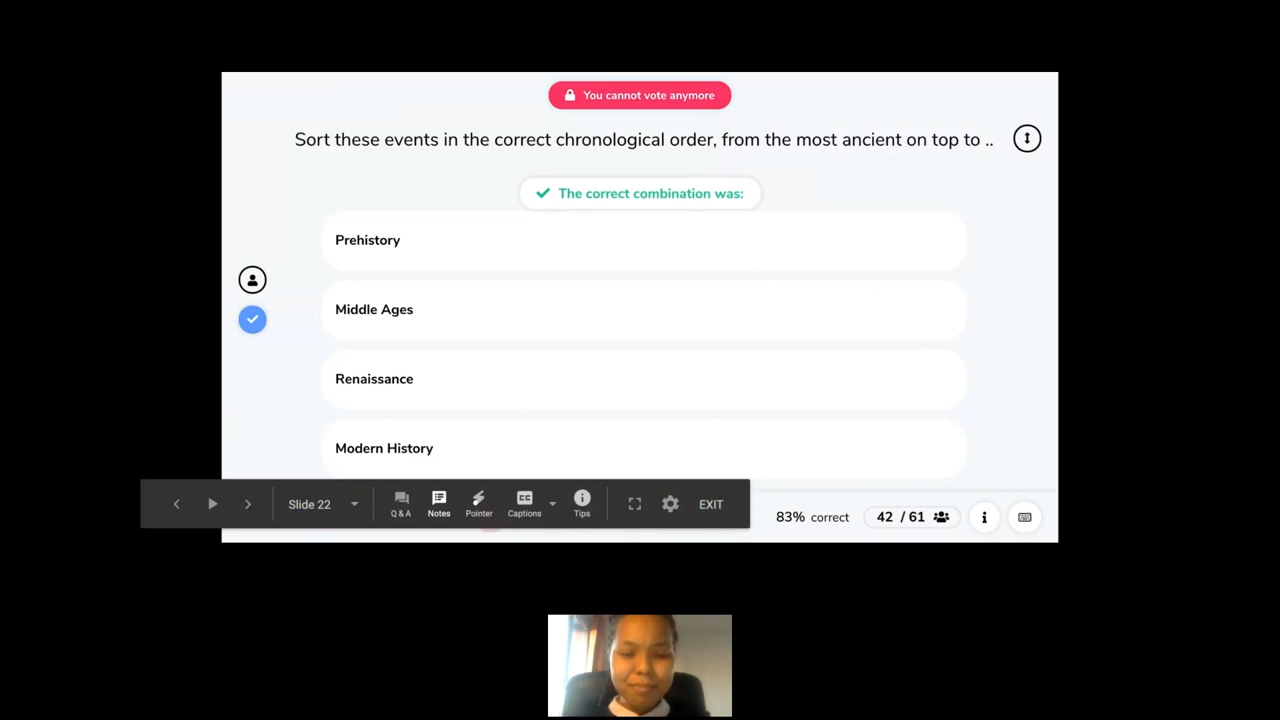 You cannot vote anymore
Sort these events in the correct chronological order, from the most ancient on top to ..
The correct combination was:
Prehistory
Middle Ages
Renaissance
Modern History
Slide 22
Q & A
Notes
Pointer
CC
Captions
Tips
EXIT
83% correct
42 / 61